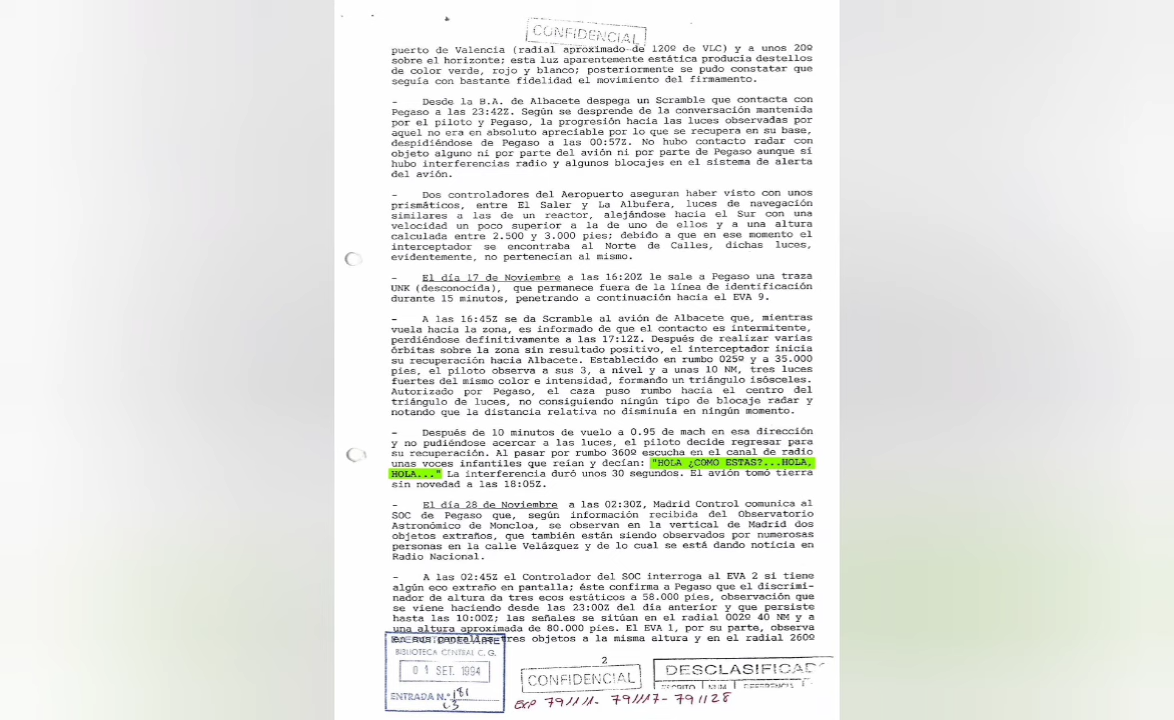 CONFIDENCIAL
puerto de Valencia (radial aproximado de 120º de VLC) y a unos 20º
sobre el horizonte; esta luz aparentemente estática producia destellos
de color verde, rojo y blanco; posteriormente se pudo constatar que
seguía con bastante fidelidad el movimiento del firmamento.
- Desde la B.A. de Albacete despega un Scramble que contacta con
Pegaso a las 23:42Z. Según se desprende de la conversación mantenida
por el piloto y Pegaso, la progresión hacia las luces observadas por
aquel no era en absoluto apreciable por lo que se recupera en su base,
despidiéndose de Pegaso a las 00:57Z. No hubo contacto radar con
objeto alguno ni por parte del avión ni por parte de Pegaso aunque si
hubo interferencias radio y algunos blocajes en el sistema de alerta
del avión.
- Dos controladores del Aeropuerto aseguran haber visto con unos
prismáticos, entre El Saler y La Albufera, luces de navegación
similares a las de un reactor, alejándose hacia el Sur con una
velocidad un poco superior a la de uno de ellos y a una altura
calculada entre 2.500 y 3.000 pies; debido a que en ese momento el
interceptador se encontraba al Norte de Calles, dichas luces,
evidentemente, no pertenecían al mismo.
- El día 17 de Noviembre a las 16:20Z le sale a Pegaso una traza
UNK (desconocida), que permanece fuera de la línea de identificación
durante 15 minutos, penetrando a continuación hacia el EVA 9.
- A las 16:45Z se da Scramble al avión de Albacete que, mientras
vuela hacia la zona, es informado de que el contacto es intermitente,
perdiéndose definitivamente a las 17:12Z. Después de realizar varias
órbitas sobre la zona sin resultado positivo, el interceptador inicia
su recuperación hacia Albacete. Establecido en rumbo 025º y a 35.000
pies, el piloto observa a sus 3, a nivel y a unas 10 NM, tres luces
fuertes del mismo color e intensidad, formando un triángulo isósceles.
Autorizado por Pegaso, el caza puso rumbo hacia el centro del
triángulo de luces, no consiguiendo ningún tipo de blocaje radar y
notando que la distancia relativa no disminuía en ningún momento.
- Después de 10 minutos de vuelo a 0.95 de mach en esa dirección
y no pudiéndose acercar a las luces, el piloto decide regresar para
su recuperación. Al pasar por rumbo 360º escucha en el canal de radio
unas voces infantiles que reían y decían: "HOLA ¿COMO ESTAS?...HOLA,
HOLA..." La interferencia duró unos 30 segundos. El avión tomó tierra
sin novedad a las 18:05Z.
- El día 28 de Noviembre a las 02:30Z, Madrid Control comunica al
SOC de Pegaso que, según información recibida del Observatorio
Astronómico de Moncloa, se observan en la vertical de Madrid dos
objetos extraños, que también están siendo observados por numerosas
personas en la calle Velázquez y de lo cual se está dando noticia en
Radio Nacional.
- A las 02:45Z el Controlador del SOC interroga al EVA 2 si tiene
algún eco extraño en pantalla; éste confirma a Pegaso que el discrimi-
nador de altura da tres ecos estáticos a 58.000 pies, observación que
se viene haciendo desde las 23:00Z del día anterior y que persiste
hasta las 10:00Z; las señales se sitúan en el radial 002º 40 NM y a
una altura aproximada de 80.000 pies. El EVA 1, por su parte, observa
en sus pantallas tres objetos a la misma altura y en el radial 260º
2
BIBLIOTECA CENTRAL C.G.
01 SET. 1994
ENTRADA N.º 181
CONFIDENCIAL
DESCLASIFICAD
EXP 791111- 791117- 791128